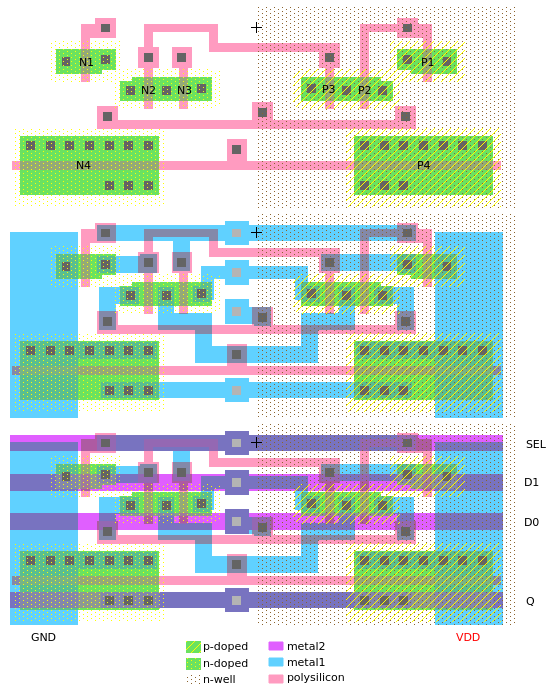 N1
P1
N2 N3
P3 P2
N4
P4
SEL
D1
D0
Q
GND
VDD
p-doped
metal2
n-doped
metal1
n-well
polysilicon